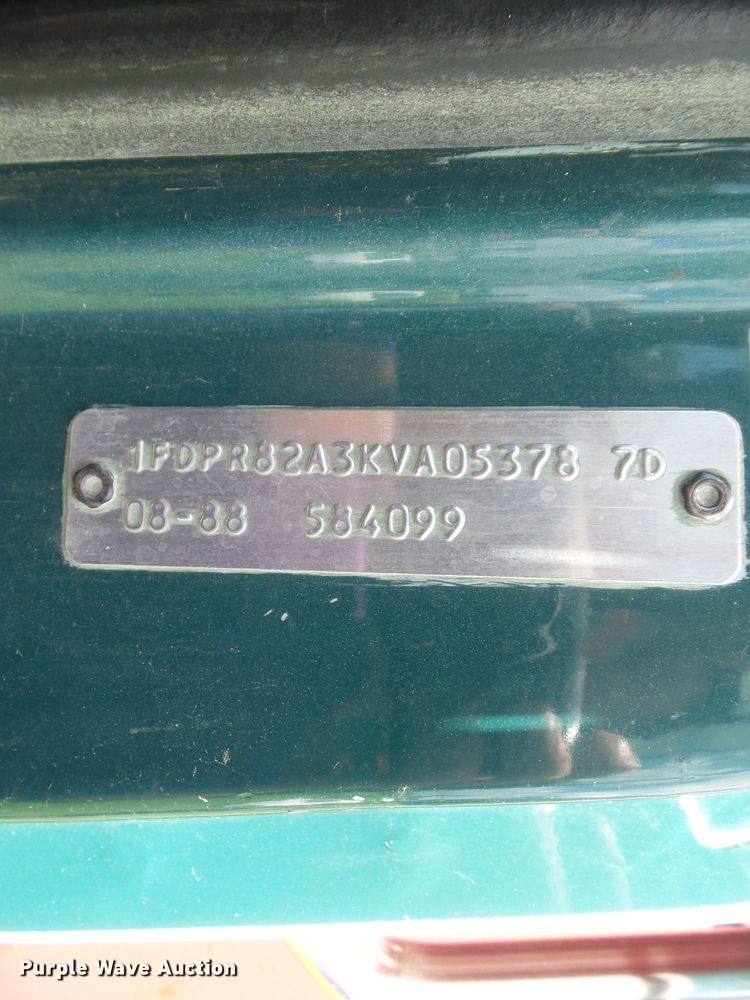 1FDPR82A3KVA05378 7D
08-88 584099
Purple Wave Auction